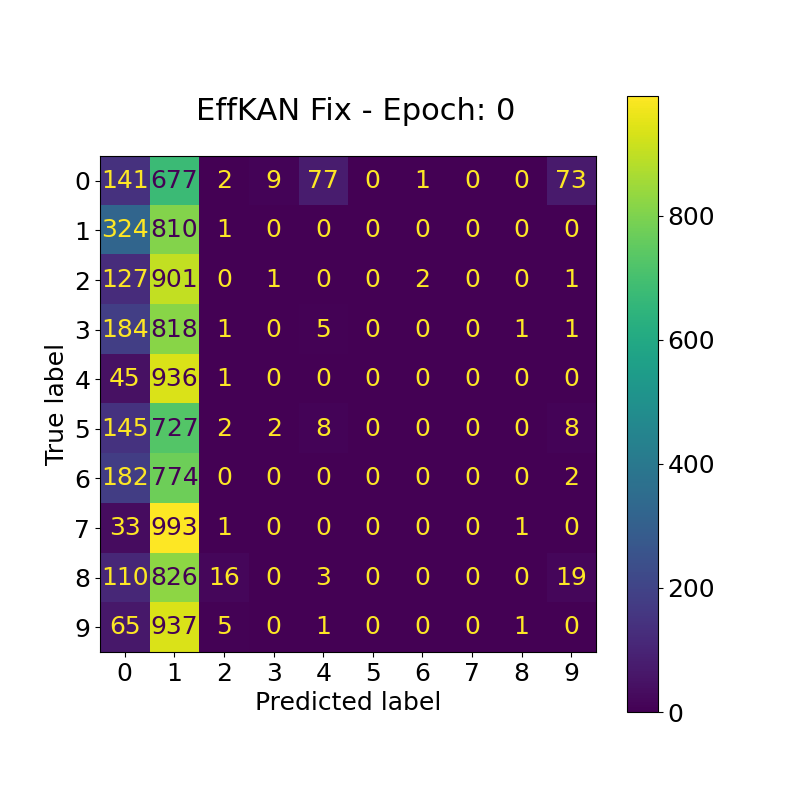 EffKAN Fix - Epoch: 0
0 141 677 2 9 77 0 1 0 0 73
1 324 810 1 0 0 0 0 0 0 0
2 127 901 0 1 0 0 2 0 0 1
3 184 818 1 0 5 0 0 0 1 1
4 45 936 1 0 0 0 0 0 0 0
5 145 727 2 2 8 0 0 0 0 8
6 182 774 0 0 0 0 0 0 0 2
7 33 993 1 0 0 0 0 0 1 0
8 110 826 16 0 3 0 0 0 0 19
9 65 937 5 0 1 0 0 0 1 0
0 1 2 3 4 5 6 7 8 9
Predicted label
True label
800
600
400
200
0